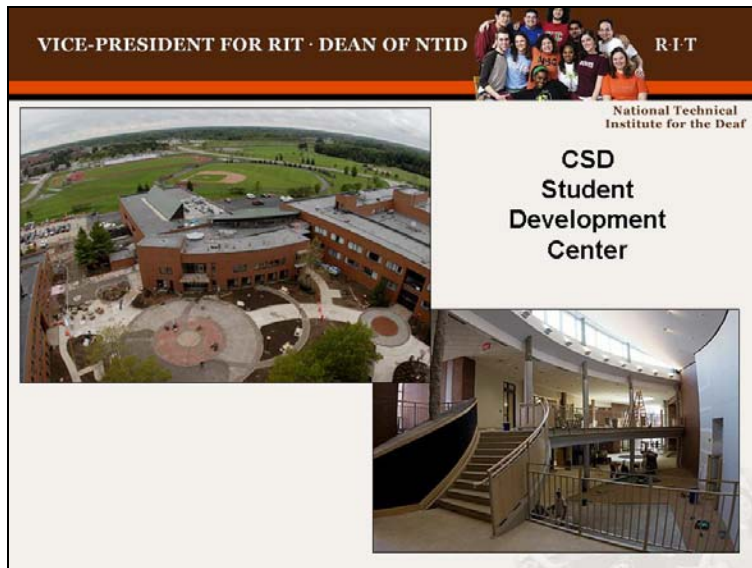 VICE-PRESIDENT FOR RIT · DEAN OF NTID
R·I·T
National Technical
Institute for the Deaf
CSD
Student
Development
Center